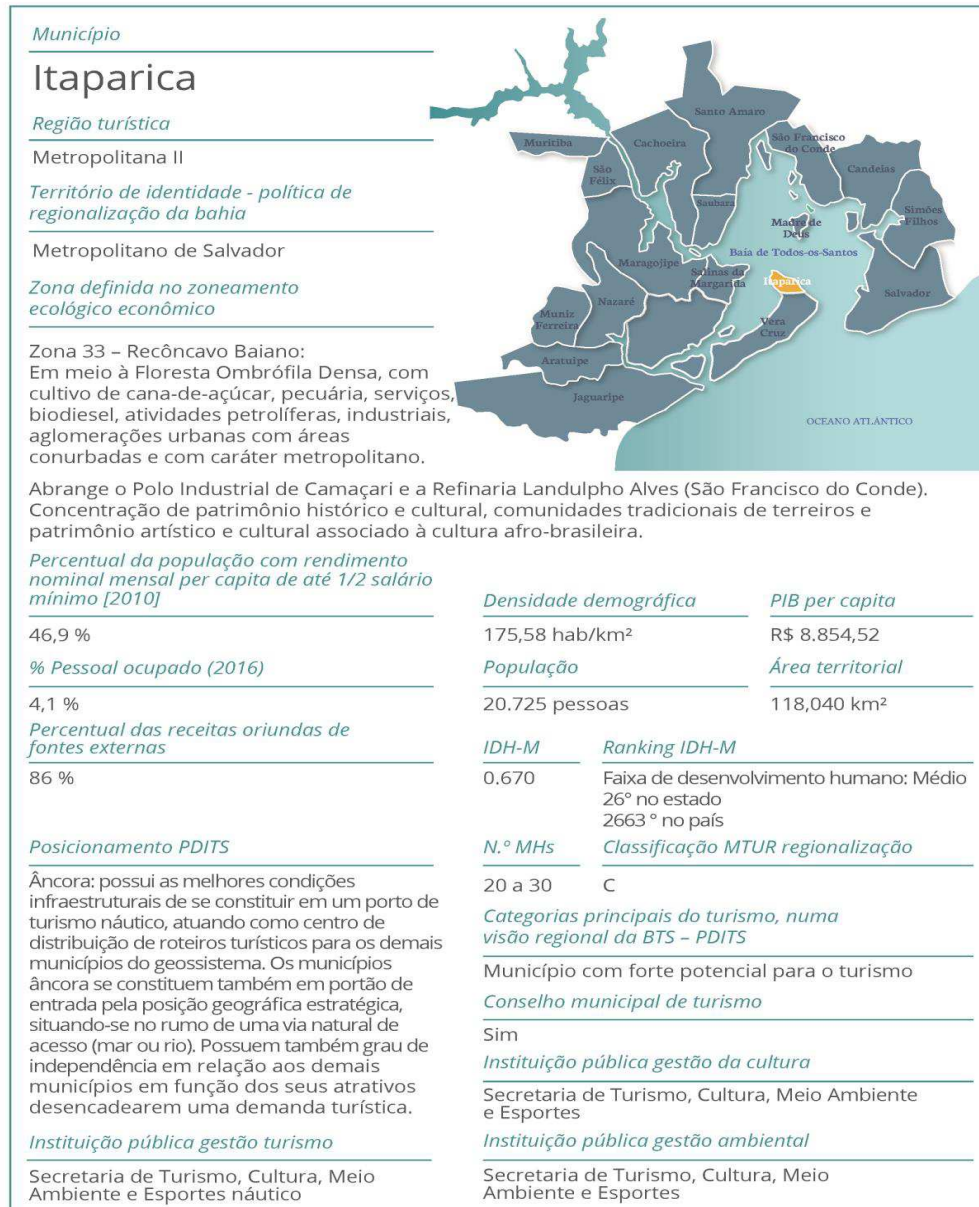 Município
Itaparica
Região turística
Metropolitana II
Território de identidade - política de
regionalização da bahia
Metropolitano de Salvador
Zona definida no zoneamento
ecológico econômico
Zona 33 – Recôncavo Baiano:
Em meio à Floresta Ombrófila Densa, com
cultivo de cana-de-açúcar, pecuária, serviços,
biodiesel, atividades petrolíferas, industriais,
aglomerações urbanas com áreas
conurbadas e com caráter metropolitano.
Santo Amaro
Muritiba
Cachoeira
São Francisco
do Conde
Candeias
São
Félix
Saubara
Simões
Filhos
Madre de
Deus
Baía de Todos-os-Santos
Maragojipe
Salinas da
Margarida
Itaparica
Salvador
Nazaré
Muniz
Ferreira
Vera
Cruz
Aratuipe
Jaguaripe
OCEANO ATLÂNTICO
Abrange o Polo Industrial de Camaçari e a Refinaria Landulpho Alves (São Francisco do Conde).
Concentração de patrimônio histórico e cultural, comunidades tradicionais de terreiros e
patrimônio artístico e cultural associado à cultura afro-brasileira.
Percentual da população com rendimento
nominal mensal per capita de até 1/2 salário
mínimo [2010]
46,9 %
Densidade demográfica
175,58 hab/km²
PIB per capita
R$ 8.854,52
% Pessoal ocupado (2016)
4,1 %
População
20.725 pessoas
Área territorial
118,040 km²
Percentual das receitas oriundas de
fontes externas
86 %
IDH-M
0.670
Ranking IDH-M
Faixa de desenvolvimento humano: Médio
26° no estado
2663 ° no país
Posicionamento PDITS
Âncora: possui as melhores condições
infraestruturais de se constituir em um porto de
turismo náutico, atuando como centro de
distribuição de roteiros turísticos para os demais
municípios do geossistema. Os municípios
âncora se constituem também em portão de
entrada pela posição geográfica estratégica,
situando-se no rumo de uma via natural de
acesso (mar ou rio). Possuem também grau de
independência em relação aos demais
municípios em função dos seus atrativos
desencadearem uma demanda turística.
N.º MHs
20 a 30
Classificação MTUR regionalização
C
Categorias principais do turismo, numa
visão regional da BTS – PDITS
Município com forte potencial para o turismo
Conselho municipal de turismo
Sim
Instituição pública gestão da cultura
Secretaria de Turismo, Cultura, Meio Ambiente
e Esportes
Instituição pública gestão turismo
Secretaria de Turismo, Cultura, Meio
Ambiente e Esportes náutico
Instituição pública gestão ambiental
Secretaria de Turismo, Cultura, Meio
Ambiente e Esportes